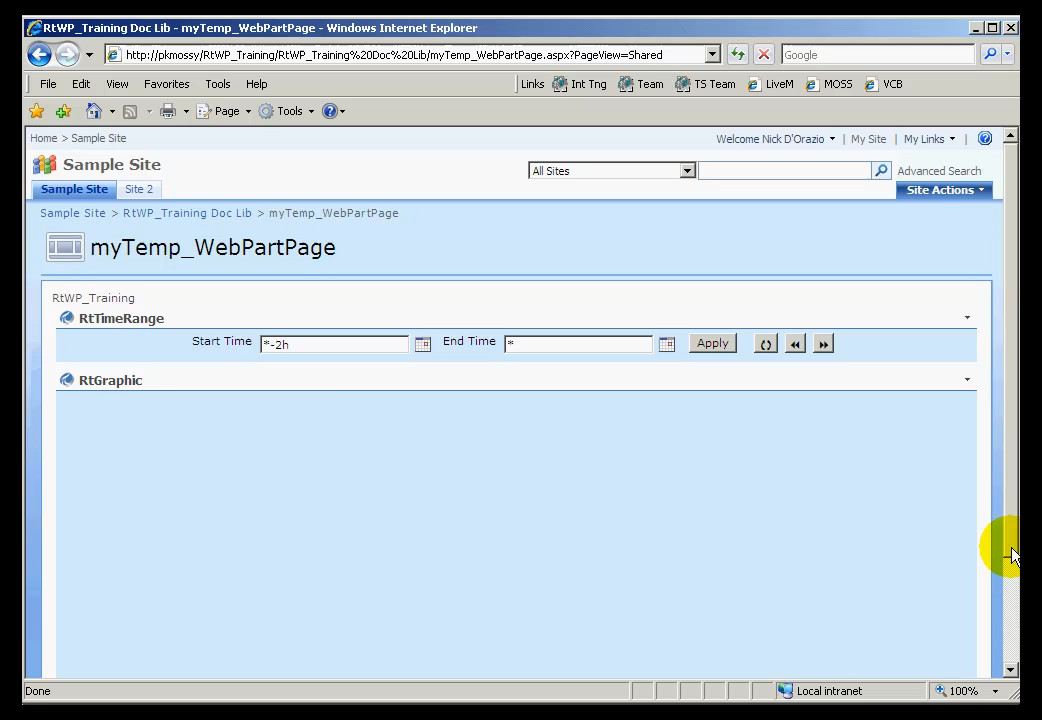 RtWP_Training Doc Lib - myTemp_WebPartPage - Windows Internet Explorer
http://pkmossy/RtWP_Training/RtWP_Training%20Doc%20Lib/myTemp_WebPartPage.aspx?PageView=Shared Google
File Edit View Favorites Tools Help Links Int Tng Team TS Team LiveM MOSS VCB
Page Tools
Home > Sample Site Welcome Nick D'Orazio | My Site | My Links |
Sample Site All Sites Advanced Search
Sample Site Site 2 Site Actions
Sample Site > RtWP_Training Doc Lib > myTemp_WebPartPage
myTemp_WebPartPage
RtWP_Training
RtTimeRange
Start Time *-2h End Time * Apply
RtGraphic
Done Local intranet 100%